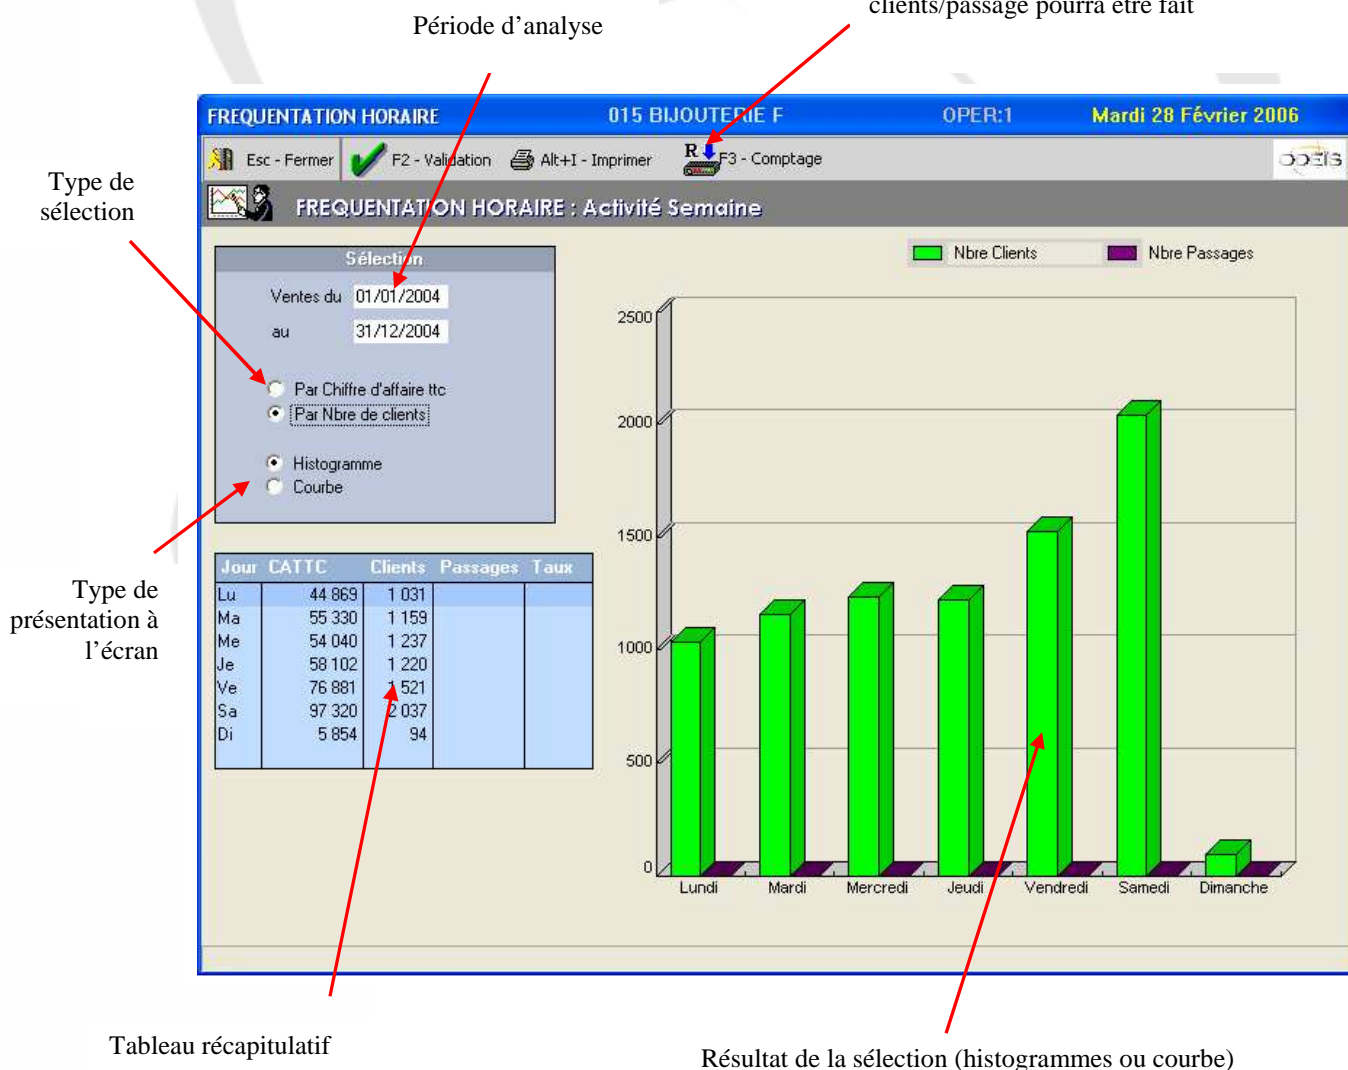 clients/passage pourra être fait
Période d’analyse
FREQUENTATION HORAIRE 015 BIJOUTERIE F OPER:1 Mardi 28 Février 2006
Esc - Fermer F2 - Validation Alt+I - Imprimer R F3 - Comptage
FREQUENTATION HORAIRE : Activité Semaine
Type de
sélection
Sélection
Ventes du 01/01/2004
au 31/12/2004
Par Chiffre d'affaire ttc
Par Nbre de clients
Histogramme
Courbe
Nbre Clients Nbre Passages
2500
2000
1500
1000
500
0
Lundi Mardi Mercredi Jeudi Vendredi Samedi Dimanche
Jour CATTC Clients Passages Taux
Lu 44 869 1 031
Ma 55 330 1 159
Me 54 040 1 237
Je 58 102 1 220
Ve 76 881 1 521
Sa 97 320 2 037
Di 5 854 94
Type de
présentation à
l’écran
Tableau récapitulatif
Résultat de la sélection (histogrammes ou courbe)